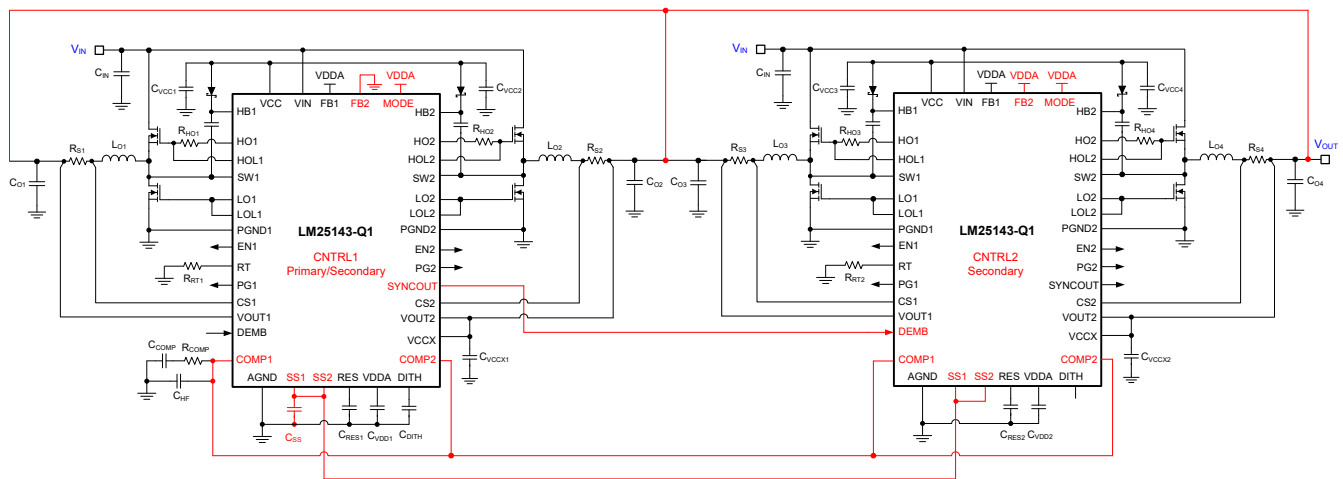 VIN
CIN
CVCC1
VCC
VIN
VDDA
FB1
FB2
VDDA
MODE
CVCC2
HB1
HB2
RHO1
HO1
HO2
RHO2
HOL1
HOL2
RS1
LO1
SW1
SW2
LO2
RS2
CO1
CO2
LO1
LO2
LOL1
LOL2
PGND1
PGND2
LM25143-Q1
CNTRL1
Primary/Secondary
EN1
EN2
RT
RRT1
PG2
PG1
SYNCOUT
CS1
CS2
VOUT1
VOUT2
DEMB
VCCX
CVCCX1
CCOMP
RCOMP
COMP1
COMP2
CHF
AGND
SS1
SS2
RES
VDDA
DITH
CSS
CRES1
CVDD1
CDITH
VIN
CIN
CVCC3
VCC
VIN
VDDA
FB1
VDDA
FB2
VDDA
MODE
CVCC4
HB1
HB2
RHO3
HO1
HO2
RHO4
HOL1
HOL2
RS3
LO3
SW1
SW2
LO4
RS4
VOUT
CO3
CO4
LO1
LO2
LOL1
LOL2
PGND1
PGND2
LM25143-Q1
CNTRL2
Secondary
EN1
EN2
RT
RRT2
PG2
PG1
SYNCOUT
CS1
CS2
VOUT1
VOUT2
DEMB
VCCX
CVCCX2
COMP1
COMP2
AGND
SS1
SS2
RES
VDDA
DITH
CRES2
CVDD2